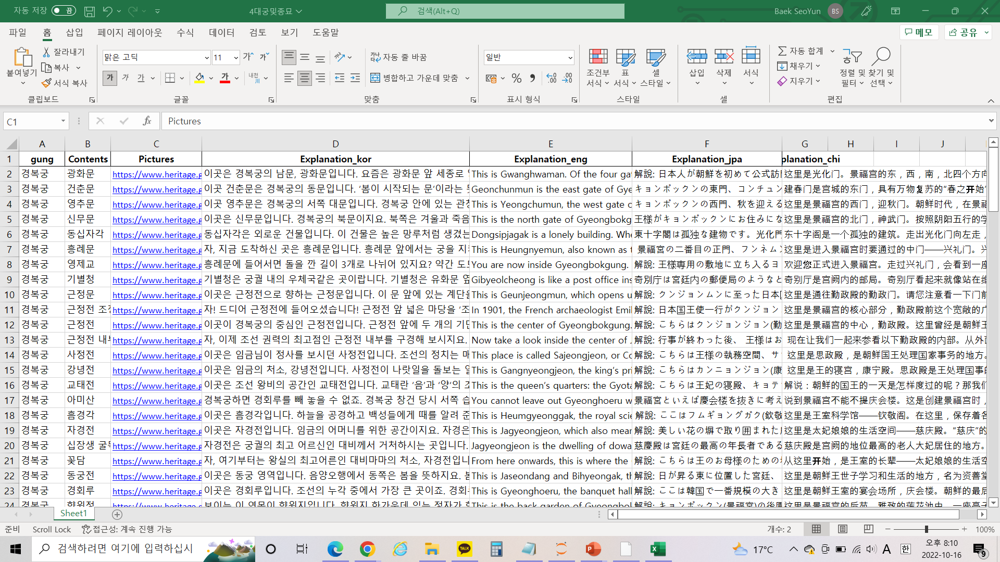 자동 저장 끔 4대궁및종묘 검색(Alt+Q) Baek SeoYun BS
파일 홈 삽입 페이지 레이아웃 수식 데이터 검토 보기 도움말 메모 공유
붙여넣기 잘라내기 복사 서식 복사 클립보드
맑은 고딕 11 가 가 가 가 가 가 내천 글꼴
가나다 자동 줄 바꿈 병합하고 가운데 맞춤 맞춤
일반 % 표시 형식
조건부 서식 표 서식 셀 스타일 스타일
삽입 삭제 서식 셀
자동 합계 채우기 지우기 정렬 및 필터 찾기 및 선택 편집
C1 fx Pictures
A B C D E F G H I J
1 gung Contents Pictures Explanation_kor Explanation_eng Explanation_jpa planation_chi
2 경복궁 광화문 https://www.heritage.g 이곳은 경복궁의 남문, 광화문입니다. 요즘은 광화문 앞 세종로 This is Gwanghwaman. Of the four gat 解說: 日本人が朝鮮を初めて公式訪 这里是光化门。景福宫的东，西，南，北四个方向
3 경복궁 건춘문 https://www.heritage.g 이곳 건춘문은 경복궁의 동문입니다. ‘봄이 시작되는 문’이라는 Geonchunmun is the east gate of Gye キョンボックンの東門、コンチュン 建春门是宫城的东门，具有万物复苏的“春之开始”
4 경복궁 영추문 https://www.heritage.g 이곳 영추문은 경복궁의 서쪽 대문입니다. 경복궁 안에 있는 관청 This is Yeongchumun, the west gate o キョンボックンの西門、秋を迎える 这里是景福宫的西门，迎秋门。朝鲜时代，在景福
5 경복궁 신무문 https://www.heritage.g 이곳은 신무문입니다. 경복궁의 북문이지요. 북쪽은 겨울과 죽음 This is the north gate of Gyeongbokg 王様がキョンボックンにお住みにな 这里是景福宫的北门，神武门。按照阴阳五行的学
6 경복궁 동십자각 https://www.heritage.g 동십자각은 외로운 건물입니다. 이 건물은 높은 망루처럼 생겼는 Dongsipjagak is a lonely building. Whe 東十字閣は孤独な建物です。光化門 东十字阁是一个孤独的建筑。走出光化门向左走，
7 경복궁 흥례문 https://www.heritage.g 자, 지금 도착하신 곳은 흥례문입니다. 흥례문 앞에서는 궁을 지키 This is Heungnyemun, also known as t 景福宮の二番目の正門、フンネムン 这里是进入景福宫时要通过的中门——兴礼门。兴
8 경복궁 영제교 https://www.heritage.g 흥례문에 들어서면 돌을 깐 길이 3개로 나뉘어 있지요? 약간 도 You are now inside Gyeongbokgung. 解説: 王様専用の敷地に立ち入るヨ 欢迎您正式进入景福宫。走过兴礼门，会看到一座
9 경복궁 기별청 https://www.heritage.g 기별청은 궁궐 내의 우체국같은 곳이랍니다. 기별청은 유화문 옆 Gibyeolcheong is like a post office ins 奇別庁は宮廷内の郵便局のようなと 奇别厅是宫阙内的邮局。奇别厅看起来就像站在维
10 경복궁 근정문 https://www.heritage.g 이곳은 근정전으로 향하는 근정문입니다. 이 문 앞에 있는 계단을 This is Geunjeongmun, which opens u 解說: クンジョンムンに至った日本国 这里是通往勤政殿的勤政门。请您注意看一下门前
11 경복궁 근정전 조정 https://www.heritage.g 자! 드디어 근정전에 들어오셨습니다! 근정전 앞 넓은 마당을 ‘조 In 1901, the French archaeologist Emil 解說: 日本国王使一行がクンジョン 这里是景福宫的核心部分，勤政殿前这个宽敞的广
12 경복궁 근정전 https://www.heritage.g 이곳이 경복궁의 중심인 근정전입니다. 근정전 앞에 두 개의 기단 This is the center of Gyeongbokgung. 解說: こちらはクンジョンジョン(勤 这里是景福宫的中心，勤政殿。这里曾经是朝鲜王
13 경복궁 근정전 내부 https://www.heritage.g 자, 이제 조선 권력의 최고점인 근정전 내부를 구경해 보시지요. Now take a look inside the center of J 解說: 行事が終わった後、 王様はお 现在让我们一起来参看以下勤政殿的内部。从外面
14 경복궁 사정전 https://www.heritage.g 이곳은 임금님이 정사를 보시던 사정전입니다. 조선의 정치는 매 This place is called Sajeongjeon, or Co 解說: こちらは王様の執務空間、サ 这里是思政殿，是朝鲜国王处理国家事务的地方。
15 경복궁 강녕전 https://www.heritage.g 이곳은 임금의 처소, 강녕전입니다. 사정전이 나랏일을 돌보는 일 This is Gangnyeongjeon, the king’s pri 解說: こちらはカンニョンジョン(康 这里是王的寝宫，康宁殿。思政殿是王处理国事的
16 경복궁 교태전 https://www.heritage.g 이곳은 조선 왕비의 공간인 교태전입니다. 교태란 ‘음’과 ‘양’의 조 This is the queen’s quarters: the Gyota 解說: こちらは王妃の寝殿、キョテ 解说：朝鲜的国王的一天是怎样度过的呢？那我们
17 경복궁 아미산 https://www.heritage.g 경복궁하면 경회루를 빼 놓을 수 없죠. 경복궁 창건 당시 서쪽 습 You cannot leave out Gyeonghoeru w 景福宮といえば慶会楼を抜きに考え 说到景福宫不能不提庆会楼。这是创建景福宫时，
18 경복궁 흠경각 https://www.heritage.g 이곳은 흠경각입니다. 하늘을 공경하고 백성들에게 때를 알려 준 This is Heumgyeonggak, the royal scie 解說: ここはフムギョングガク(欽敬 这里是王室科学馆——钦敬阁。在这里，保存着各
19 경복궁 자경전 https://www.heritage.g 이곳은 자경전입니다. 임금의 어머니를 위한 공간이지요. 자경은 This is Jagyeongjeon, which also mear 解說: 美しい花の塀で取り囲まれた 这里是太妃娘娘的生活空间——慈庆殿。“慈庆”的
20 경복궁 십장생 굴뚝 https://www.heritage.g 자경전은 궁궐의 최고 어르신인 대비께서 거처하시는 곳입니다. Jagyeongjeon is the dwelling of dowa 慈慶殿は宮廷の最高の年長者である 慈庆殿是宫阙的地位最高的老人大妃居住的地方。
21 경복궁 꽃담 https://www.heritage.g 자, 여기부터는 왕실의 최고어른인 대비마마의 처소, 자경전입니 From here onwards, this is where the 解說: こちらは王のお母様のための 从这里开始，是王室的长辈——太妃娘娘的生活空
22 경복궁 동궁전 https://www.heritage.g 이곳은 동궁 영역입니다. 음양오행에서 동쪽은 봄을 뜻하지요. 봄 This is Jaseondang and Bihyeongak, th 解說: 日が昇る東に位置した宮廷、 这里是朝鲜王世子学习和生活的地方，名为资善堂
23 경복궁 경회루 https://www.heritage.g 이곳은 경회루입니다. 조선의 누각 중에서 가장 큰 곳이죠. 경회 This is Gyeonghoeru, the banquet hall 解說: ここは韓国で一番規模の大き 这里是朝鲜王室的宴会场所，庆会楼。朝鲜的最后
24 경복궁 향원정 https://www.heritage.g 보이는 이 연못이 향원지입니다. 향원지 한가운데 있는 정자가 향 This is the back garden of Gyeongbok 解說: キョンボックン(景福宮)の後園 这里是景福宫的后苑，雅致的莲花池中，一座亭子
Sheet1
준비 Scroll Lock 접근성: 계속 진행 가능 개수: 2 100%
검색하려면 여기에 입력하십시 TALK 17°C A 한 오후 8:10
2022-10-16 9